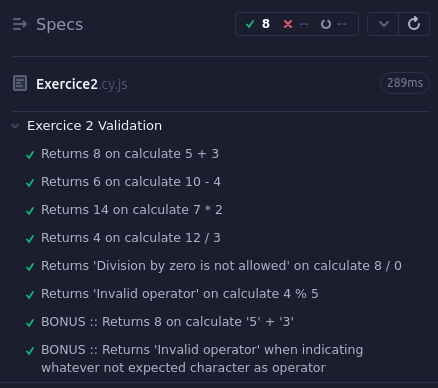 Specs
8 -- --
Exercice2.cy.js
289ms
Exercice 2 Validation
Returns 8 on calculate 5 + 3
Returns 6 on calculate 10 - 4
Returns 14 on calculate 7 * 2
Returns 4 on calculate 12 / 3
Returns 'Division by zero is not allowed' on calculate 8 / 0
Returns 'Invalid operator' on calculate 4 % 5
BONUS :: Returns 8 on calculate '5' + '3'
BONUS :: Returns 'Invalid operator' when indicating
whatever not expected character as operator